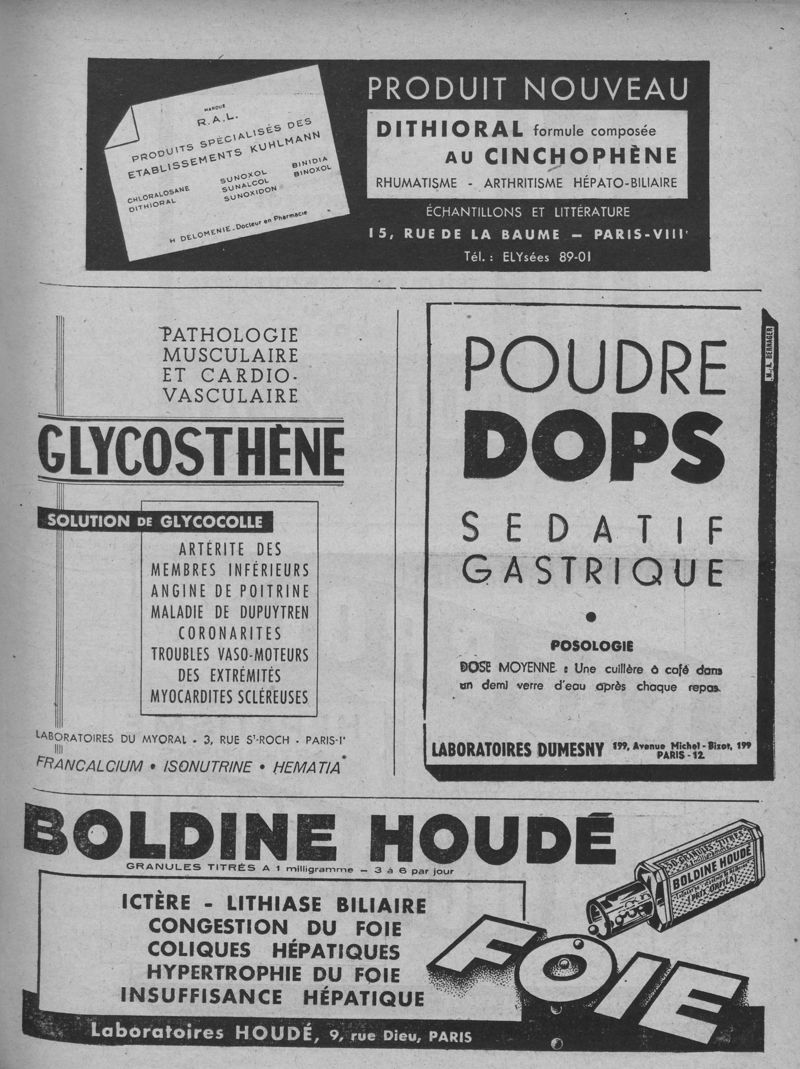 MARQUE
R.A.L.
PRODUITS SPÉCIALISÉS DES
ETABLISSEMENTS KUHLMANN
CHLORALOSANE SUNOXOL BINIDIA
DITHIORAL SUNALCOL BINOXOL
SUNOXIDON
H DELOMENIE-Docteur en Pharmacie
PRODUIT NOUVEAU
DITHIORAL formule composée
AU CINCHOPHÈNE
RHUMATISME - ARTHRITISME HÉPATO-BILIAIRE
ÉCHANTILLONS ET LITTÉRATURE
15, RUE DE LA BAUME — PARIS-VIII
Tél.: ELYsées 89-01
PATHOLOGIE
MUSCULAIRE
ET CARDIO-
VASCULAIRE
GLYCOSTHÈNE
SOLUTION DE GLYCOCOLLE
ARTÉRITE DES
MEMBRES INFÉRIEURS
ANGINE DE POITRINE
MALADIE DE DUPUYTREN
CORONARITES
TROUBLES VASO-MOTEURS
DES EXTRÉMITÉS
MYOCARDITES SCLÉREUSES
LABORATOIRES DU MYORAL - 3, RUE ST-ROCH - PARIS-1ᵉ
FRANCALCIUM • ISONUTRINE • HEMATIA
POUDRE
DOPS
SEDATIF
GASTRIQUE
POSOLOGIE
DOSE MOYENNE : Une cuillère à café dans
un demi verre d'eau après chaque repas.
LABORATOIRES DUMESNY 199, Avenue Michel-Bizot, 199
PARIS-12
BOLDINE HOUDÉ
GRANULES TITRÉS A 1 milligramme — 3 à 6 par jour
ICTÈRE - LITHIASE BILIAIRE
CONGESTION DU FOIE
COLIQUES HÉPATIQUES
HYPERTROPHIE DU FOIE
INSUFFISANCE HÉPATIQUE
Laboratoires HOUDÉ, 9, rue Dieu, PARIS
GRANULES TITRÉS
BOLDINE HOUDÉ
(PRIX ORFILA)
FOIE